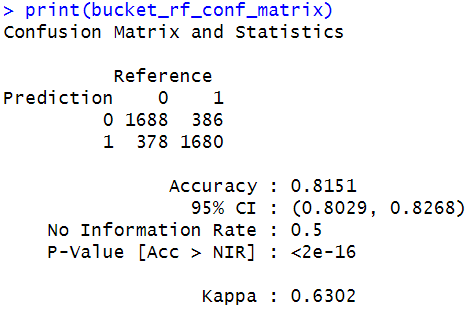 > print(bucket_rf_conf_matrix)
Confusion Matrix and Statistics
Reference
Prediction 0 1
0 1688 386
1 378 1680
Accuracy : 0.8151
95% CI : (0.8029, 0.8268)
No Information Rate : 0.5
P-Value [Acc > NIR] : <2e-16
Kappa : 0.6302